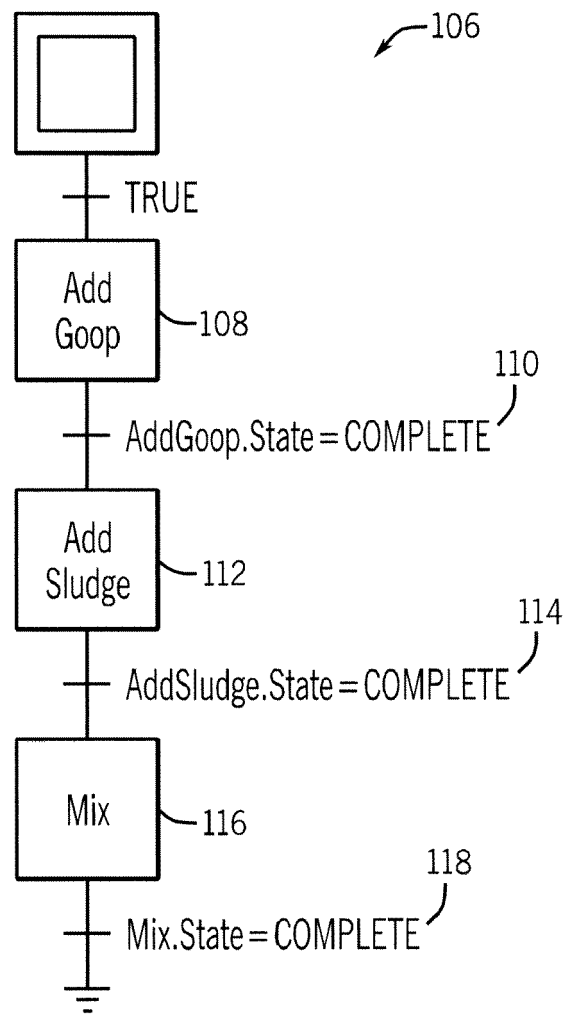 106
TRUE
Add
Goop
108
110
AddGoop.State=COMPLETE
Add
Sludge
112
114
AddSludge.State=COMPLETE
Mix
116
118
Mix.State=COMPLETE